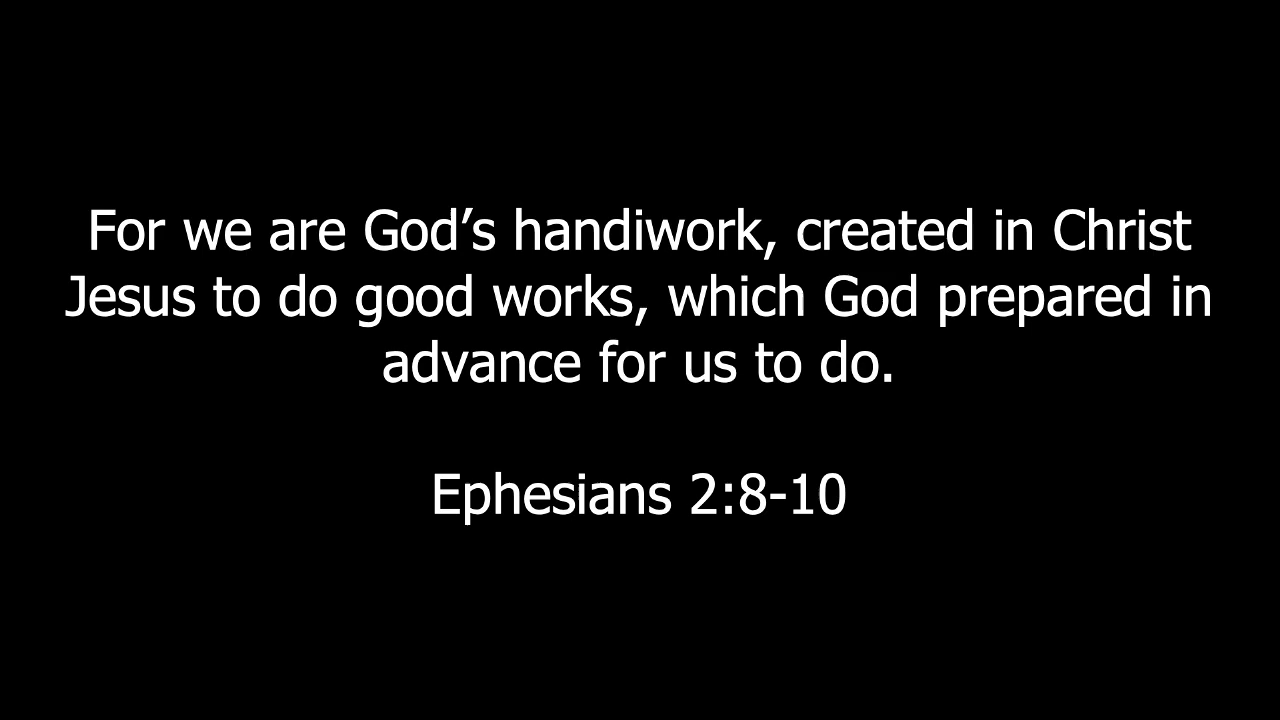 For we are God’s handiwork, created in Christ
Jesus to do good works, which God prepared in
advance for us to do.
Ephesians 2:8-10